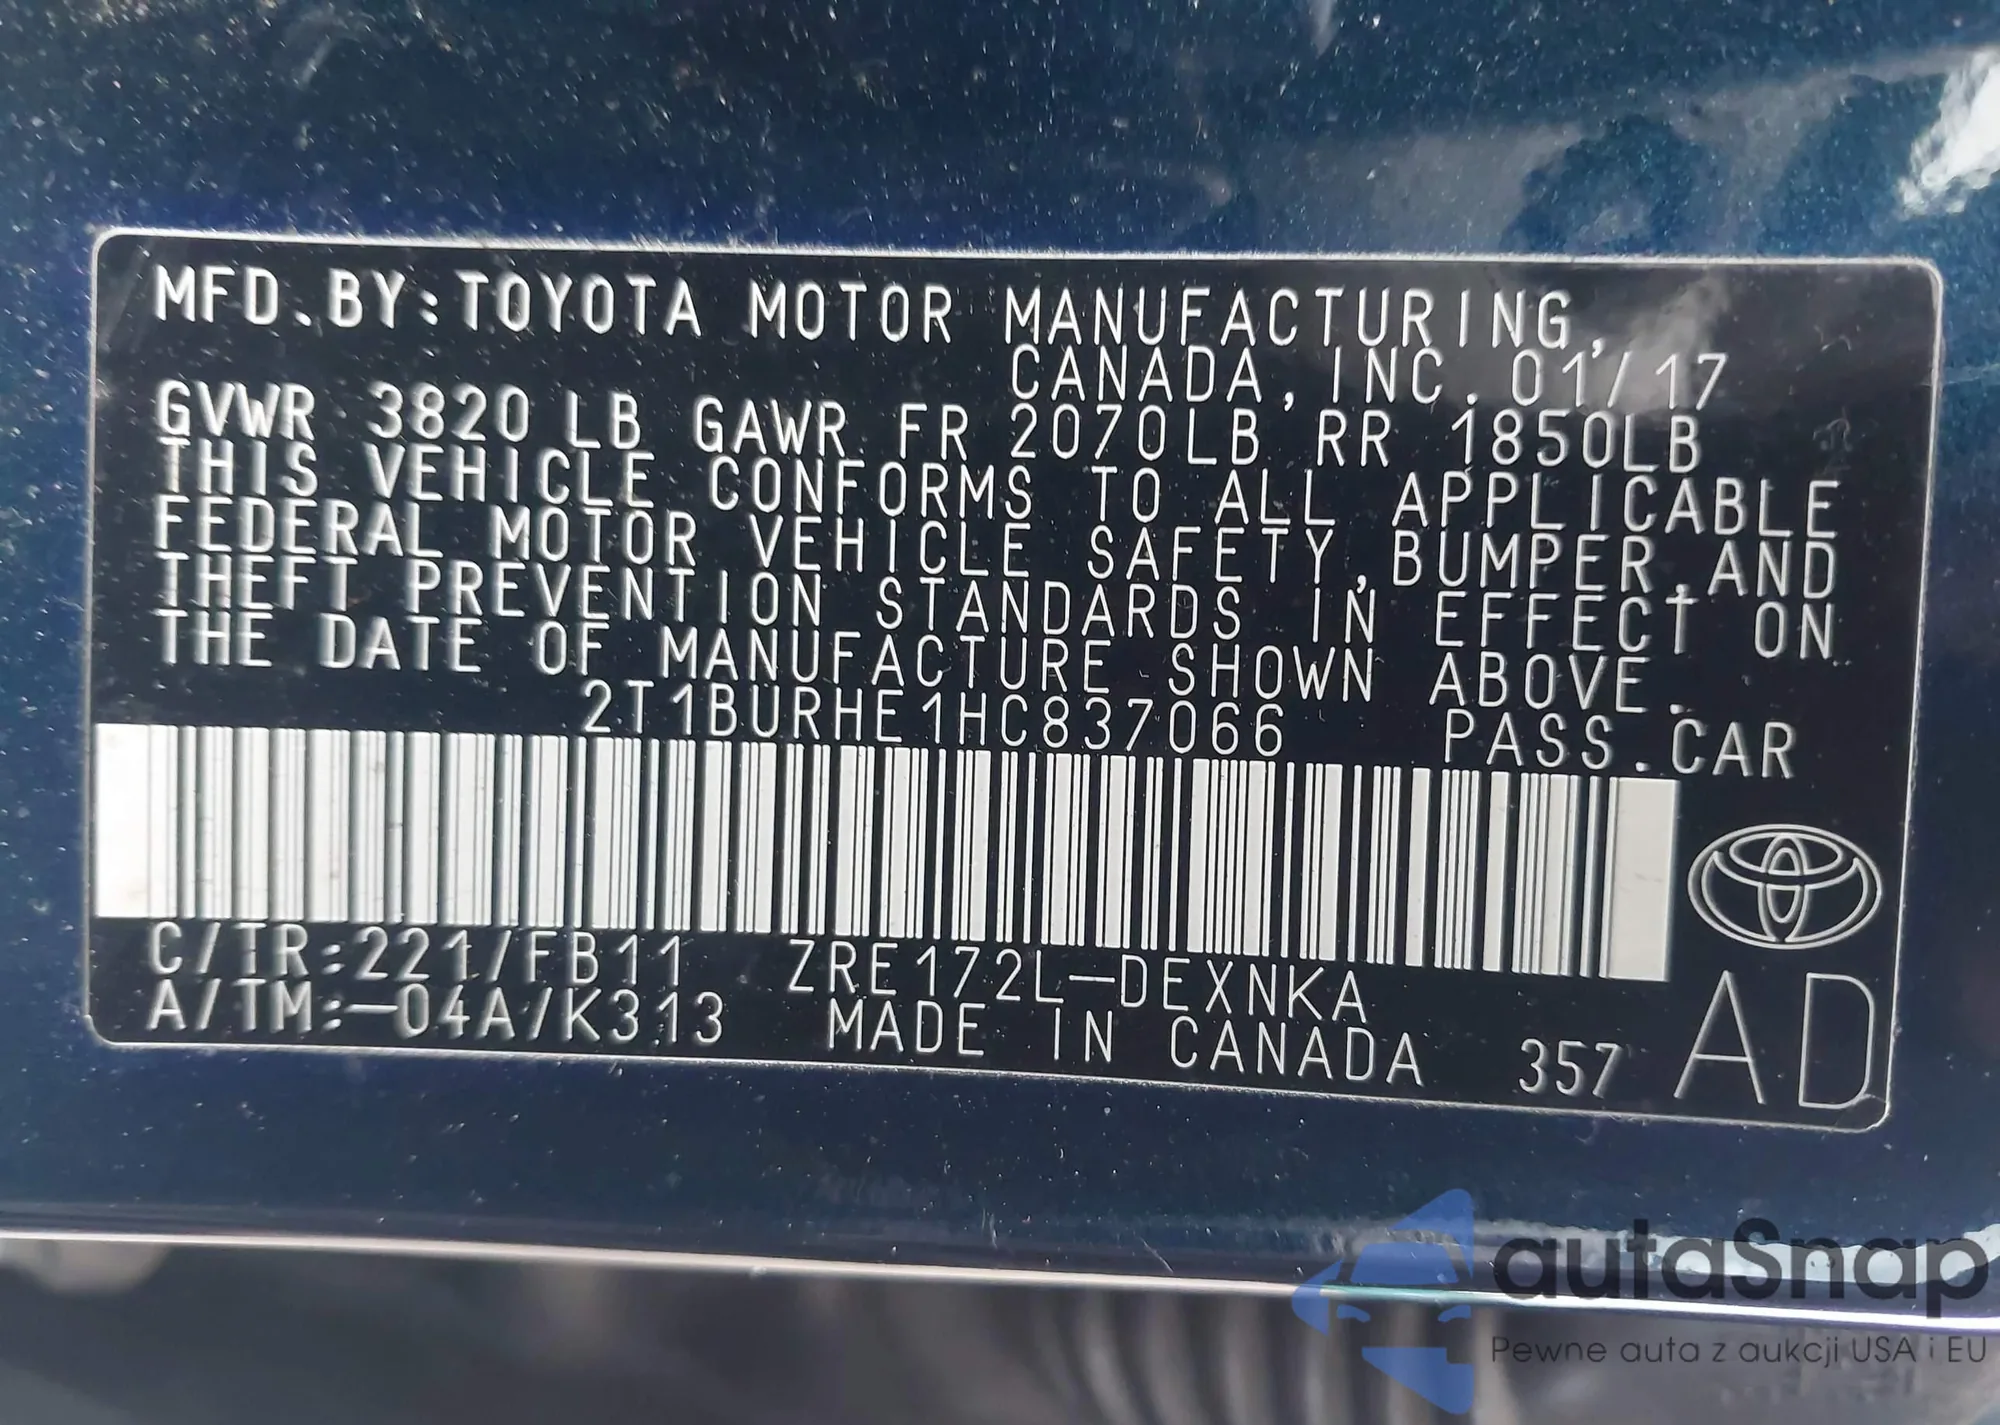 MFD.BY:TOYOTA MOTOR MANUFACTURING,
CANADA,INC.01/17
GVWR 3820 LB GAWR FR 2070LB RR 1850LB
THIS VEHICLE CONFORMS TO ALL APPLICABLE
FEDERAL MOTOR VEHICLE SAFETY,BUMPER,AND
THEFT PREVENTION STANDARDS IN EFFECT ON
THE DATE OF MANUFACTURE SHOWN ABOVE.
2T1BURHE1HC837066 PASS.CAR
C/TR:221/FB11 ZRE172L-DEXNKA
A/TM:-04A/K313 MADE IN CANADA 357 AD
autaSnap
Pewne auta z aukcji USA i EU